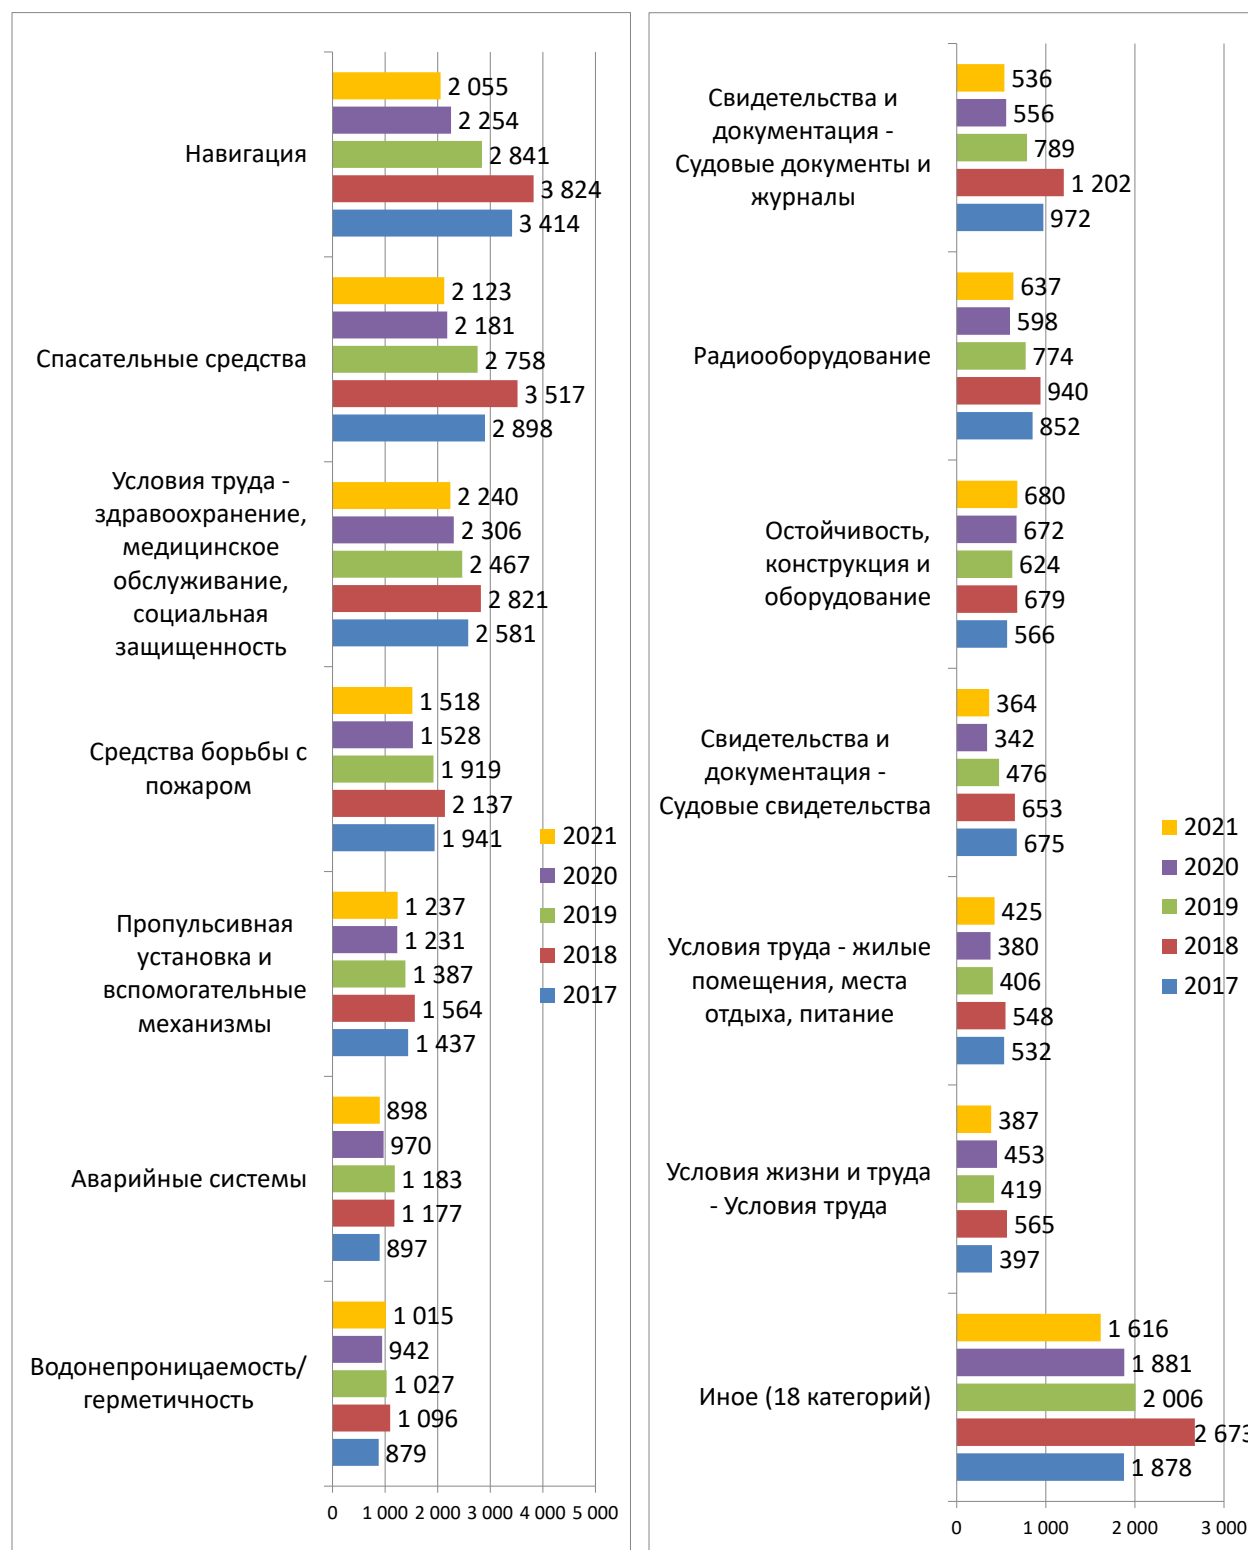 2 055
2 254
Навигация
2 841
3 824
3 414
2 123
2 181
Спасательные средства
2 758
3 517
2 898
Условия труда -
здравоохранение,
медицинское
обслуживание,
социальная
защищенность
2 240
2 306
2 467
2 821
2 581
Средства борьбы с
пожаром
1 518
1 528
1 919
2 137
1 941
Пропульсивная
установка и
вспомогательные
механизмы
1 237
1 231
1 387
1 564
1 437
Аварийные системы
898
970
1 183
1 177
897
Водонепроницаемость/
герметичность
1 015
942
1 027
1 096
879
2021
2020
2019
2018
2017
0 1 000 2 000 3 000 4 000 5 000
Свидетельства и
документация -
Судовые документы и
журналы
536
556
789
1 202
972
Радиооборудование
637
598
774
940
852
Остойчивость,
конструкция и
оборудование
680
672
624
679
566
Свидетельства и
документация -
Судовые свидетельства
364
342
476
653
675
Условия труда - жилые
помещения, места
отдыха, питание
425
380
406
548
532
Условия жизни и труда
- Условия труда
387
453
419
565
397
Иное (18 категорий)
1 616
1 881
2 006
2 673
1 878
2021
2020
2019
2018
2017
0 1 000 2 000 3 000